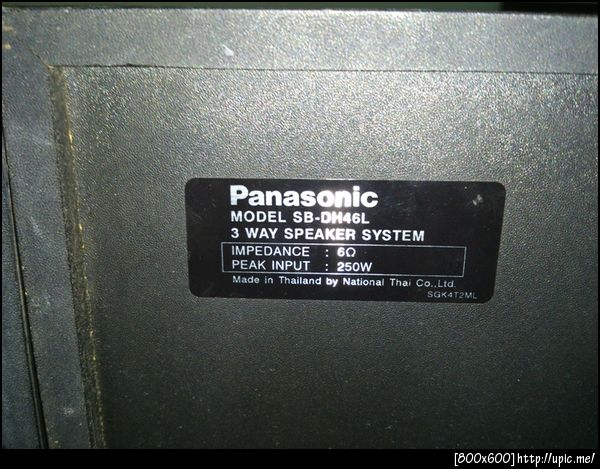 Panasonic
MODEL SB-DH46L
3 WAY SPEAKER SYSTEM
IMPEDANCE : 6Ω
PEAK INPUT : 250W
Made in Thailand by National Thai Co.,Ltd.
SGK4T2ML
[800x600]http://upic.me/